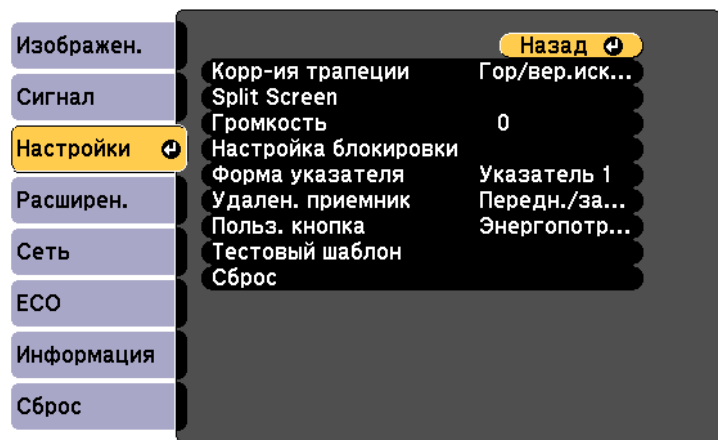 Изображен.
Сигнал
Настройки
Расширен.
Сеть
ECO
Информация
Сброс
Назад
Корр-ия трапеции Гор/вер.иск...
Split Screen
Громкость 0
Настройка блокировки
Форма указателя Указатель 1
Удален. приемник Передн./за...
Польз. кнопка Энергопотр...
Тестовый шаблон
Сброс